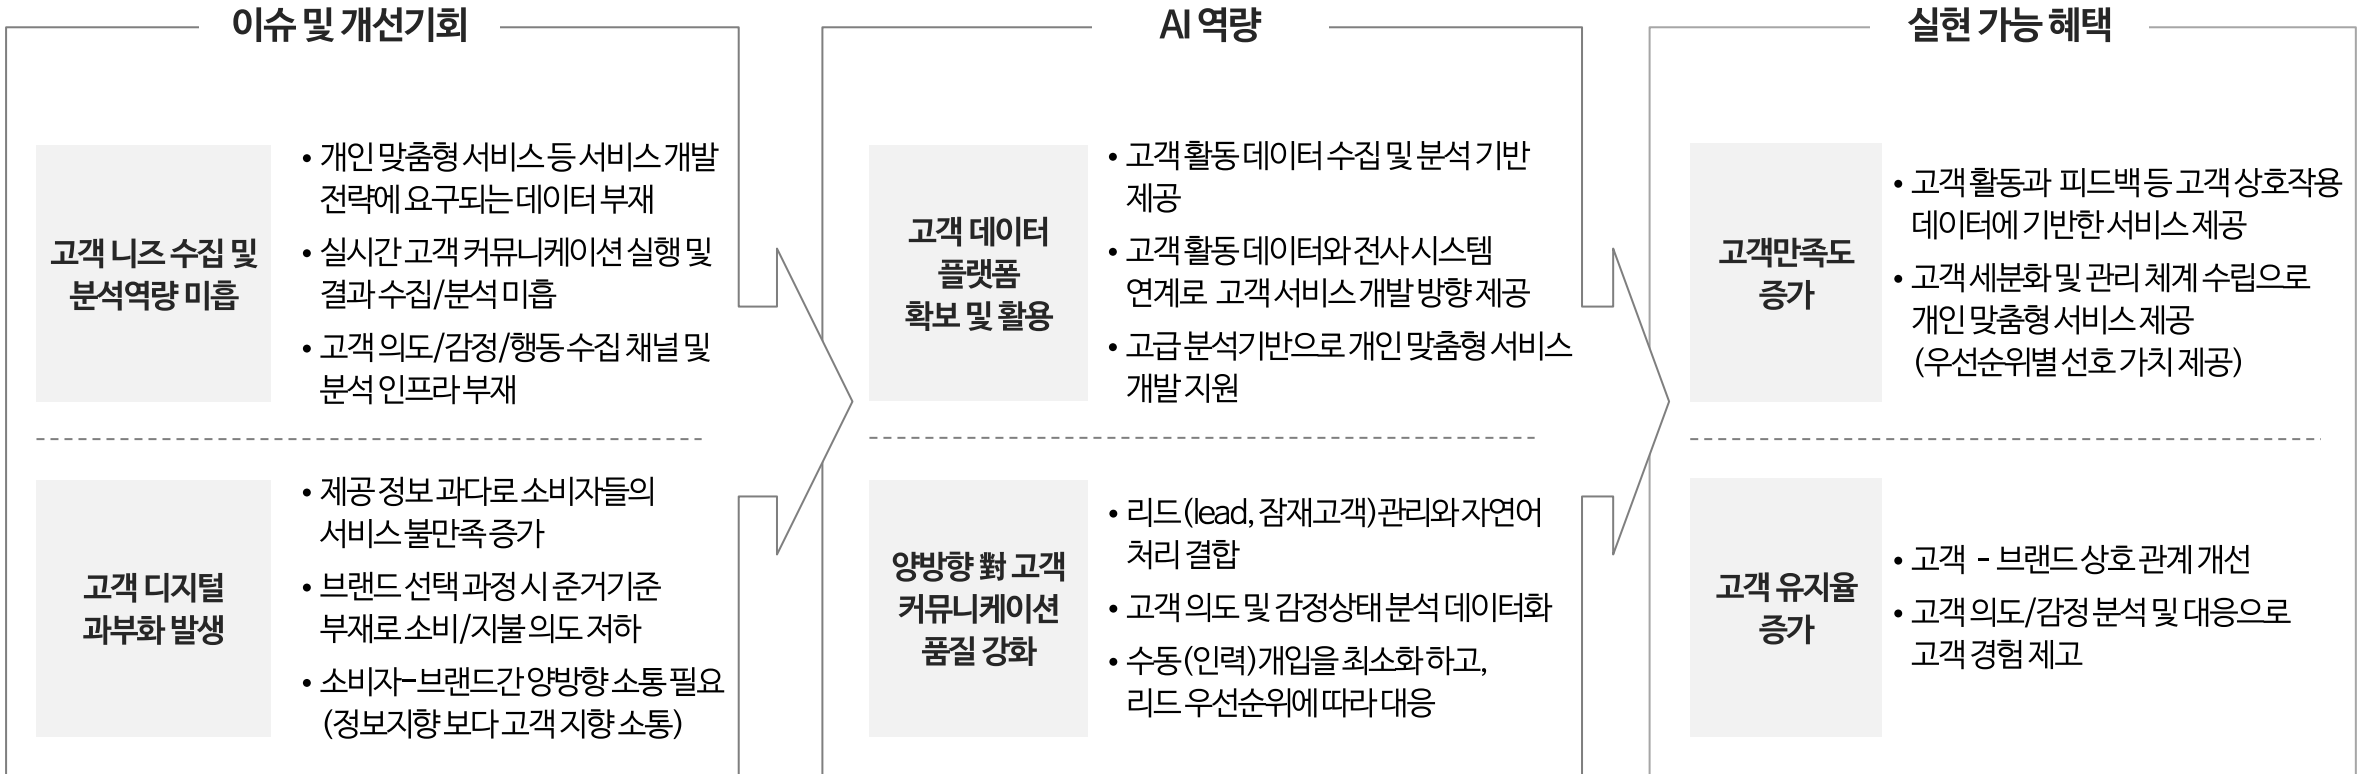 이슈 및 개선기회
고객 니즈 수집 및
분석역량 미흡
• 개인 맞춤형 서비스 등 서비스 개발
전략에 요구되는 데이터 부재
• 실시간 고객 커뮤니케이션 실행 및
결과 수집/분석 미흡
• 고객 의도/감정/행동 수집 채널 및
분석 인프라 부재
고객 디지털
과부화 발생
• 제공 정보 과다로 소비자들의
서비스 불만족 증가
• 브랜드 선택 과정 시 준거기준
부재로 소비/지불 의도 저하
• 소비자-브랜드간 양방향 소통 필요
(정보지향 보다 고객 지향 소통)
AI 역량
고객 데이터
플랫폼
확보 및 활용
• 고객 활동 데이터 수집 및 분석 기반
제공
• 고객 활동 데이터와 전사 시스템
연계로 고객 서비스 개발 방향 제공
• 고급 분석기반으로 개인 맞춤형 서비스
개발 지원
양방향 對 고객
커뮤니케이션
품질 강화
• 리드(lead, 잠재고객)관리와 자연어
처리 결합
• 고객 의도 및 감정상태 분석 데이터화
• 수동(인력)개입을 최소화 하고,
리드 우선순위에 따라 대응
실현 가능 혜택
고객만족도
증가
• 고객 활동과 피드백 등 고객 상호작용
데이터에 기반한 서비스 제공
• 고객 세분화 및 관리 체계 수립으로
개인 맞춤형 서비스 제공
(우선순위별 선호 가치 제공)
고객 유지율
증가
• 고객 - 브랜드 상호 관계 개선
• 고객 의도/감정 분석 및 대응으로
고객 경험 제고